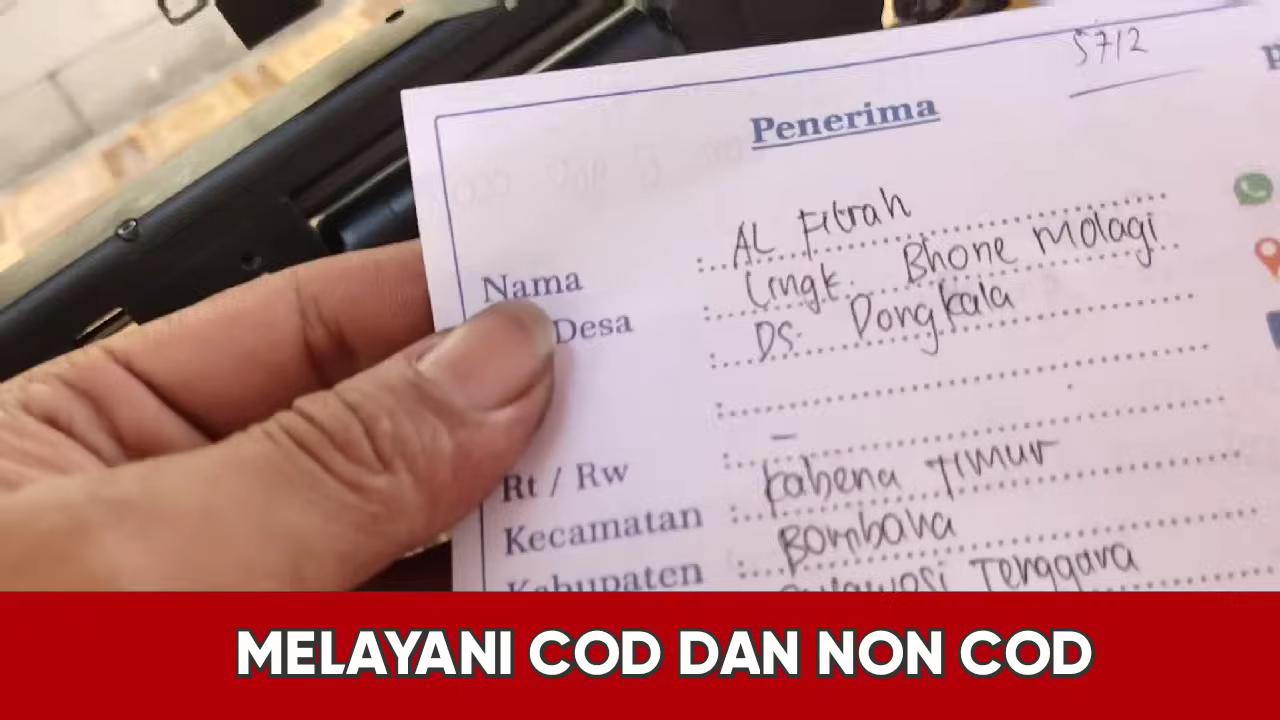 5712
Penerima
Nama : AL Fitrah
Desa : Lingk. Bhone Molagi
: DS. Dongkala
:
Rt / Rw : -
Kecamatan : Kabena Timur
Kabupaten : Bombana
Sulawesi Tenggara
MELAYANI COD DAN NON COD